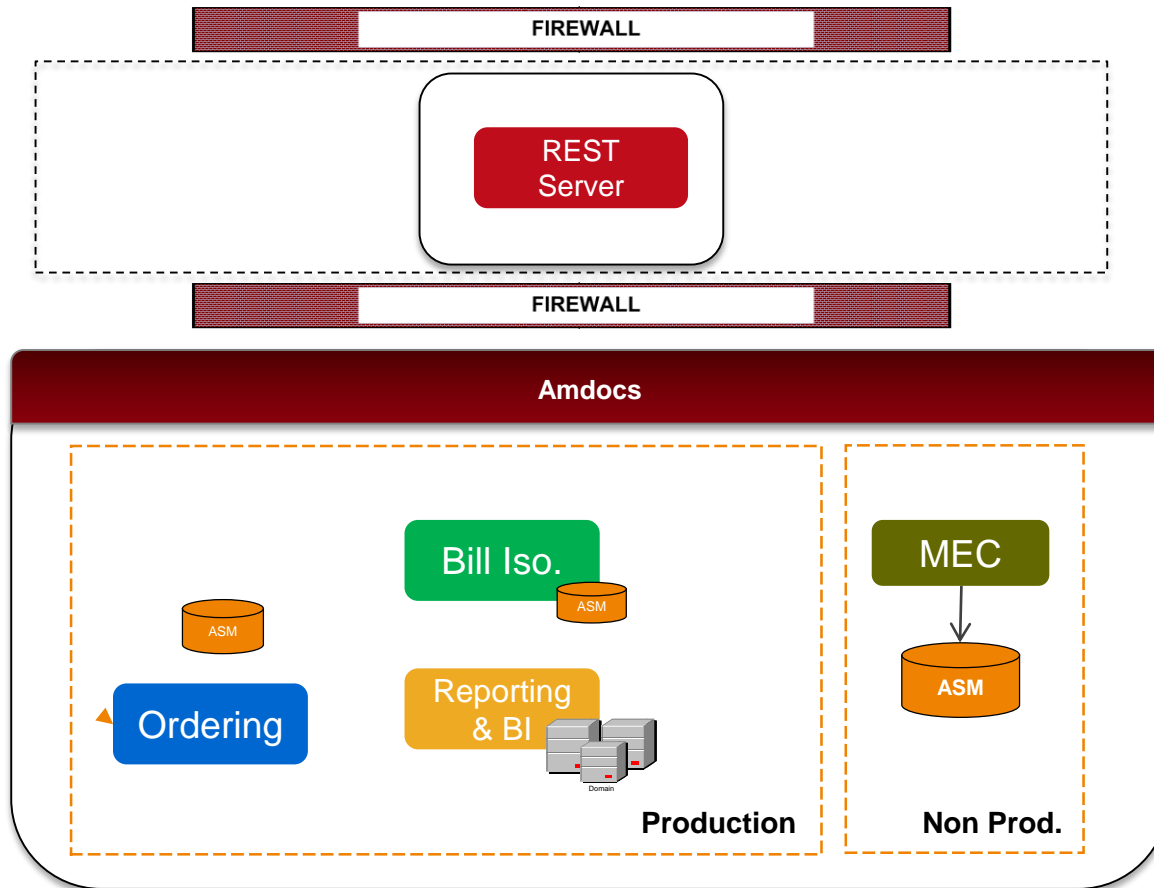 FIREWALL
REST
Server
FIREWALL
Amdocs
Bill Iso.
ASM
ASM
Ordering
Reporting
& BI
Domain
Production
MEC
ASM
Non Prod.